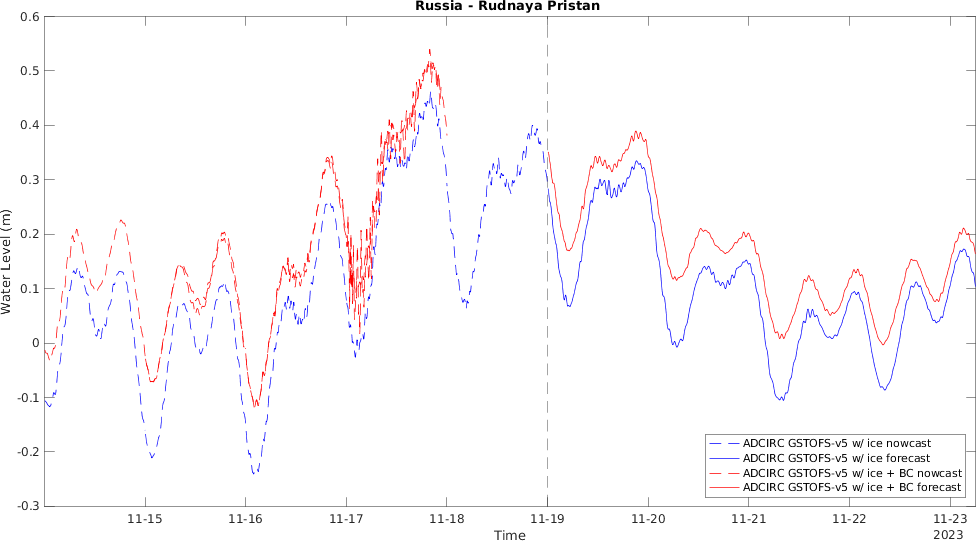 Russia - Rudnaya Pristan
0.6
0.5
0.4
0.3
0.2
0.1
0
-0.1
-0.2
-0.3
Water Level (m)
11-15 11-16 11-17 11-18 11-19 11-20 11-21 11-22 11-23
Time 2023
ADCIRC GSTOFS-v5 w/ ice nowcast
ADCIRC GSTOFS-v5 w/ ice forecast
ADCIRC GSTOFS-v5 w/ ice + BC nowcast
ADCIRC GSTOFS-v5 w/ ice + BC forecast